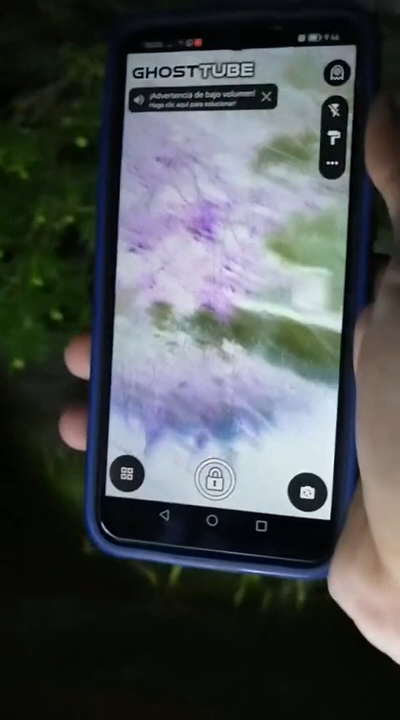 GHOSTTUBE
¡Advertencia de bajo volumen!
Haga clic aquí para solucionar!